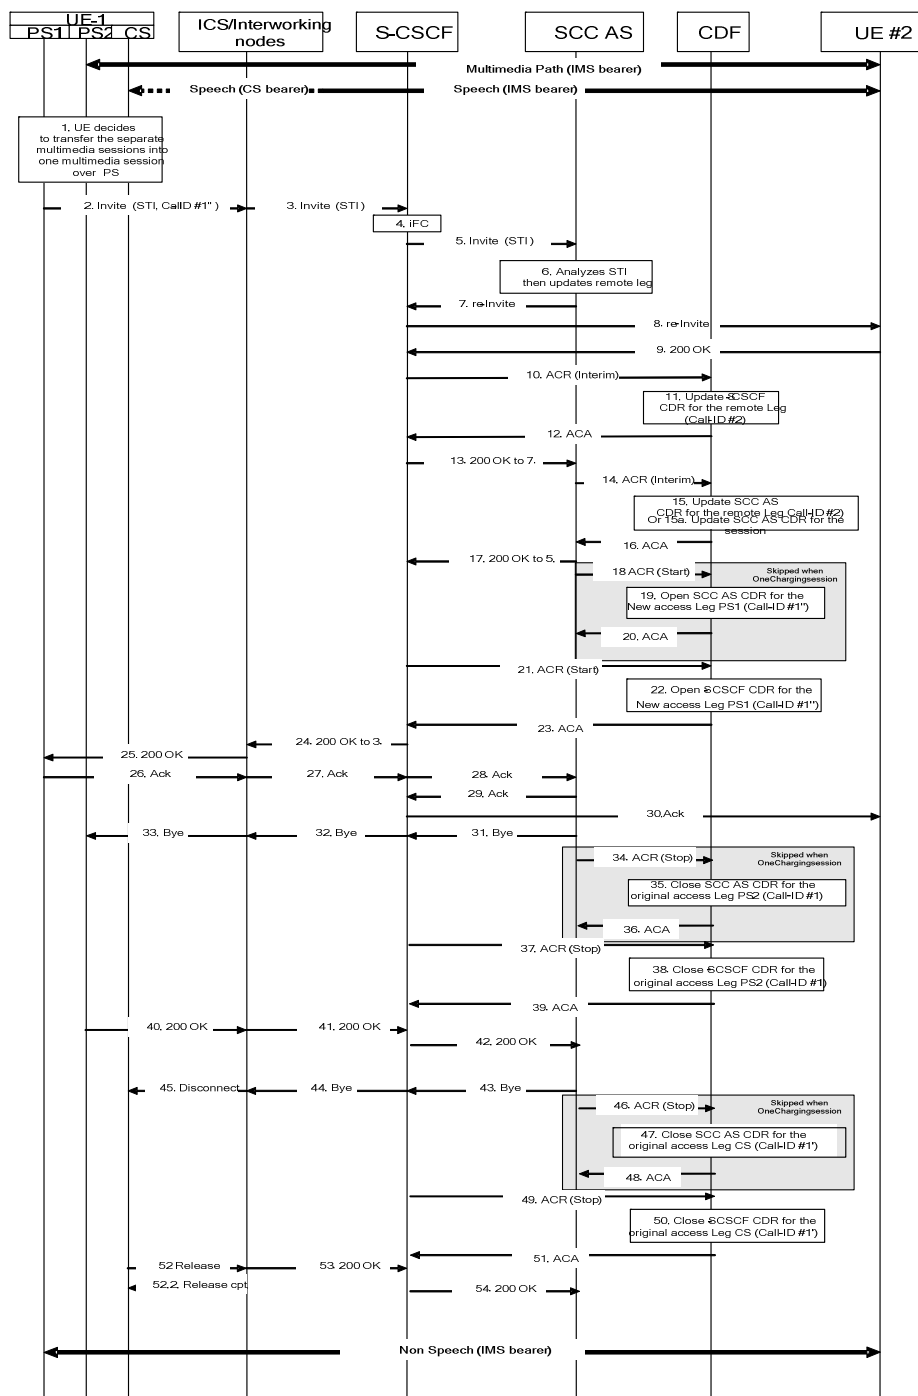 UE-1
PS1 PS2 CS
ICS/Interworking
nodes
S-CSCF
SCC AS
CDF
UE #2
Multimedia Path (IMS bearer)
Speech (CS bearer)
Speech (IMS bearer)
1. UE decides
to transfer the separate
multimedia sessions into
one multimedia session
over PS
2. Invite (STI, CallD #1")
3. Invite (STI)
4. iFC
5. Invite (STI)
6. Analyzes STI
then updates remote leg
7. re-Invite
8. re-Invite
9. 200 OK
10. ACR (Interim)
11. Update S-CSCF
CDR for the remote Leg
(Call-ID #2)
12. ACA
13. 200 OK to 7.
14. ACR (Interim)
15. Update SCC AS
CDR for the remote Leg Call-ID #2)
Or 15a. Update SCC AS CDR for the
session
16. ACA
17. 200 OK to 5.
18 ACR (Start)
Skipped when
OneChargingsession
19. Open SCC AS CDR for the
New access Leg PS1 (Call-ID #1")
20. ACA
21. ACR (Start)
22. Open S-CSCF CDR for the
New access Leg PS1 (Call-ID #1")
23. ACA
24. 200 OK to 3.
25. 200 OK
26. Ack
27. Ack
28. Ack
29. Ack
30.Ack
33. Bye
32. Bye
31. Bye
34. ACR (Stop)
Skipped when
OneChargingsession
35. Close SCC AS CDR for the
original access Leg PS2 (Call-ID #1)
36. ACA
37. ACR (Stop)
38. Close S-CSCF CDR for the
original access Leg PS2 (Call-ID #1)
39. ACA
40. 200 OK
41. 200 OK
42. 200 OK
45. Disconnect
44. Bye
43. Bye
46. ACR (Stop)
Skipped when
OneChargingsession
47. Close SCC AS CDR for the
original access Leg CS (Call-ID #1')
48. ACA
49. ACR (Stop)
50. Close S-CSCF CDR for the
original access Leg CS (Call-ID #1')
51. ACA
52 Release
53. 200 OK
52.2. Release cpt
54. 200 OK
Non Speech (IMS bearer)